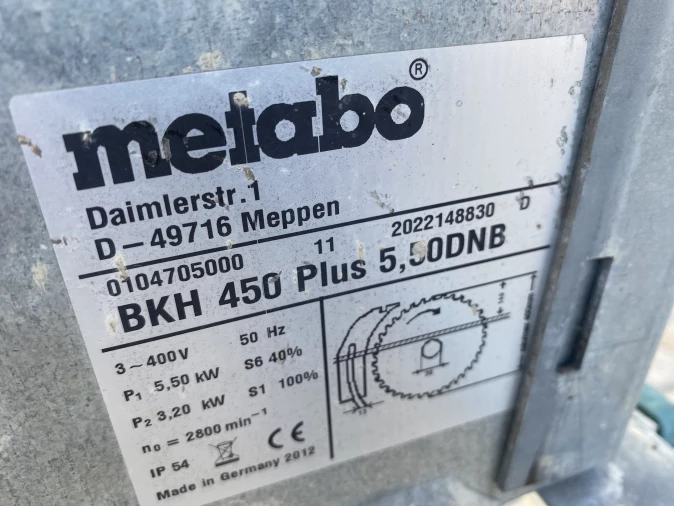 metabo®
Daimlerstr.1
D-49716 Meppen
0104705000 11 2022148830 D
BKH 450 Plus 5,50DNB
3~400V 50 Hz
P1 5,50 kW S6 40%
P2 3,20 kW S1 100%
n0 = 2800 min-1
IP 54 CE
Made in Germany 2012